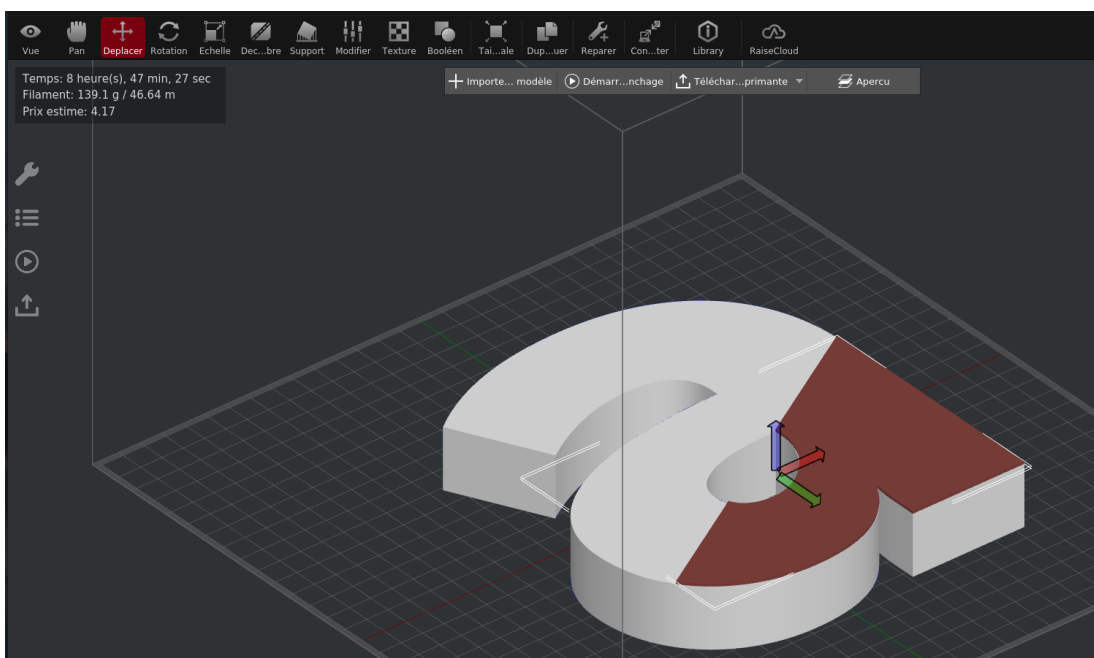 Vue Pan Deplacer Rotation Echelle Dec...bre Support Modifier Texture Booléen Tai...ale Dup...uer Reparer Con...ter Library RaiseCloud
Temps: 8 heure(s), 47 min, 27 sec
Filament: 139.1 g / 46.64 m
Prix estime: 4.17
Importe... modèle Démarr...nchage Téléchar...primante Apercu